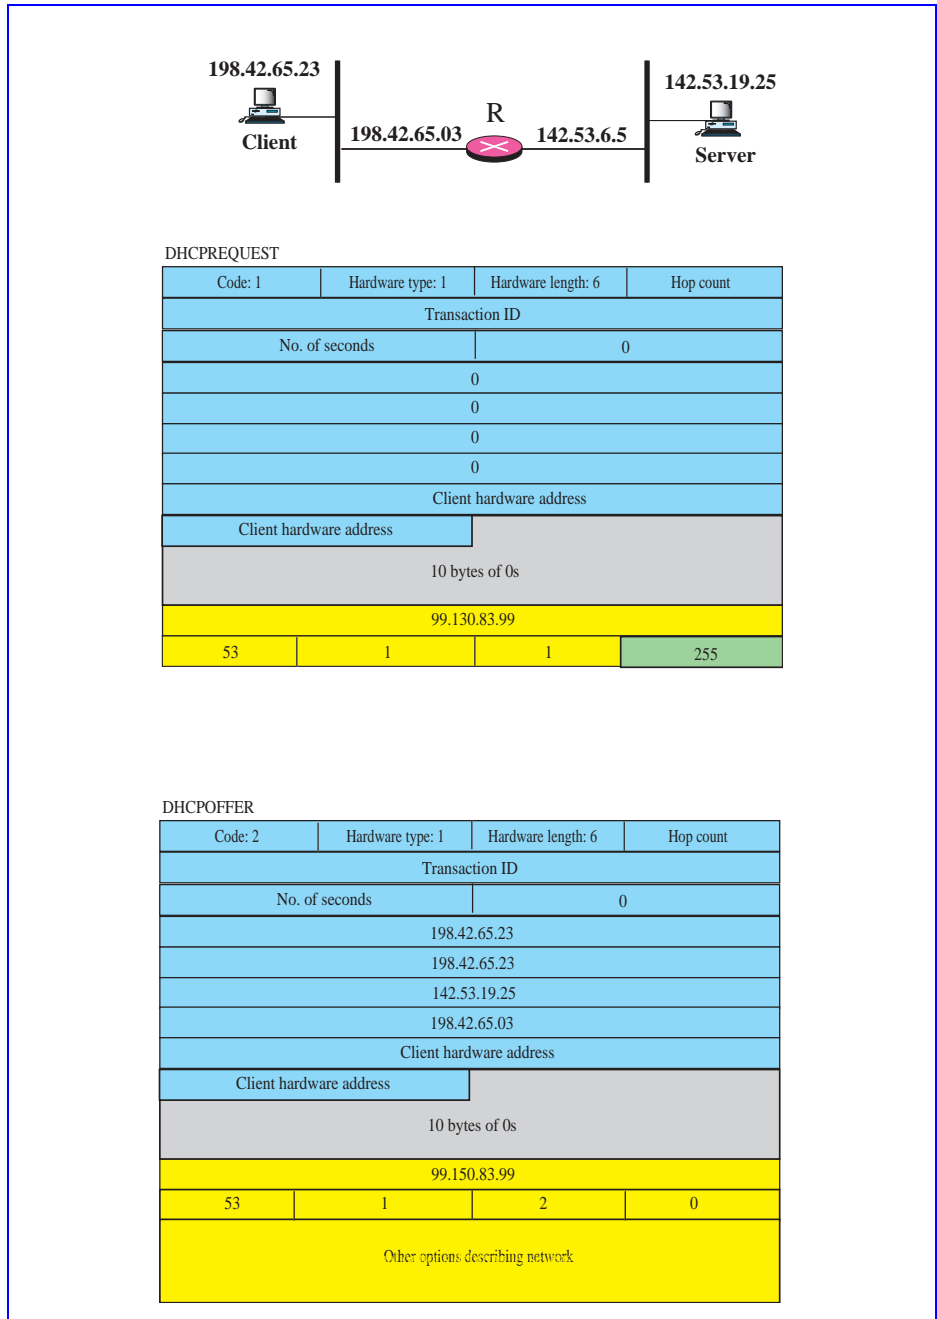 198.42.65.23
142.53.19.25
R
198.42.65.03
142.53.6.5
Client
Server
DHCPREQUEST
Code: 1 Hardware type: 1 Hardware length: 6 Hop count
Transaction ID
No. of seconds 0
0
0
0
0
Client hardware address
Client hardware address
10 bytes of 0s
99.130.83.99
53 1 1 255
DHCPOFFER
Code: 2 Hardware type: 1 Hardware length: 6 Hop count
Transaction ID
No. of seconds 0
198.42.65.23
198.42.65.23
142.53.19.25
198.42.65.03
Client hardware address
Client hardware address
10 bytes of 0s
99.150.83.99
53 1 2 0
Other options describing network